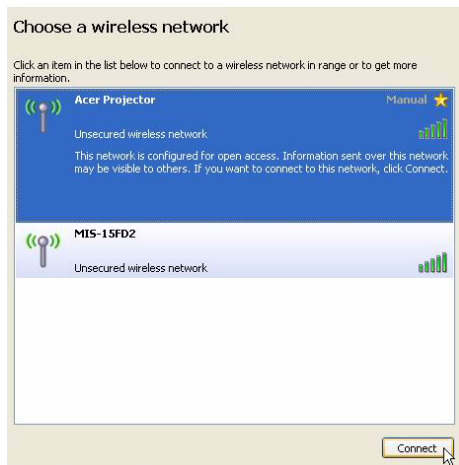 Choose a wireless network
Click an item in the list below to connect to a wireless network in range or to get more
information.
Acer Projector Manual
Unsecured wireless network
This network is configured for open access. Information sent over this network
may be visible to others. If you want to connect to this network, click Connect.
MIS-15FD2
Unsecured wireless network
Connect